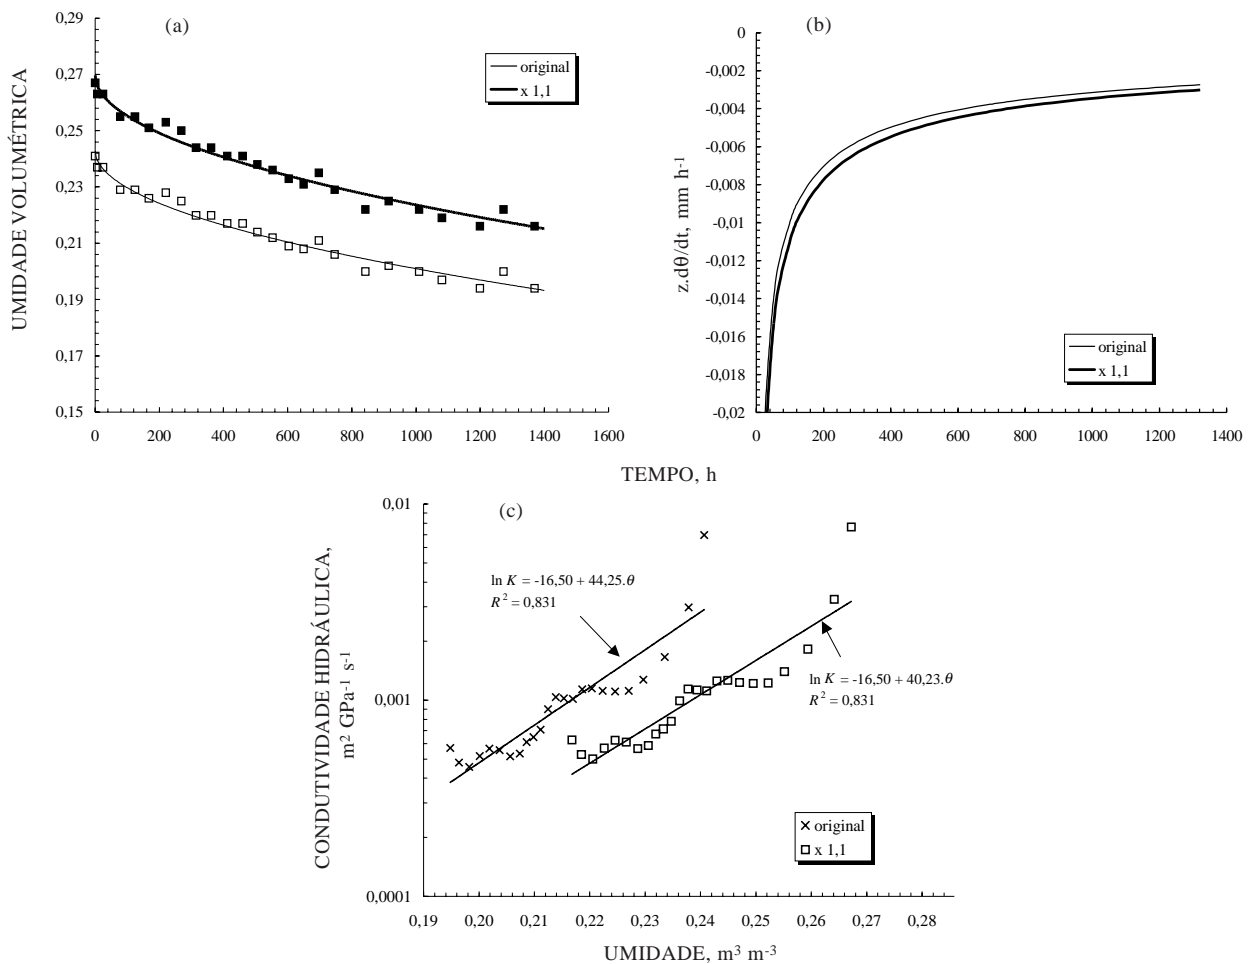 (a)
UMIDADE VOLUMÉTRICA
0,29
0,27
0,25
0,23
0,21
0,19
0,17
0,15
original
x 1,1
0 200 400 600 800 1000 1200 1400 1600
(b)
z.dθ/dt, mm h-1
0
-0,002
-0,004
-0,006
-0,008
-0,01
-0,012
-0,014
-0,016
-0,018
-0,02
original
x 1,1
0 200 400 600 800 1000 1200 1400
TEMPO, h
(c)
CONDUTIVIDADE HIDRÁULICA,
m² GPa-1 s-1
0,01
0,001
0,0001
ln K = -16,50 + 44,25.θ
R² = 0,831
ln K = -16,50 + 40,23.θ
R² = 0,831
original
x 1,1
0,19 0,20 0,21 0,22 0,23 0,24 0,25 0,26 0,27 0,28
UMIDADE, m³ m-³